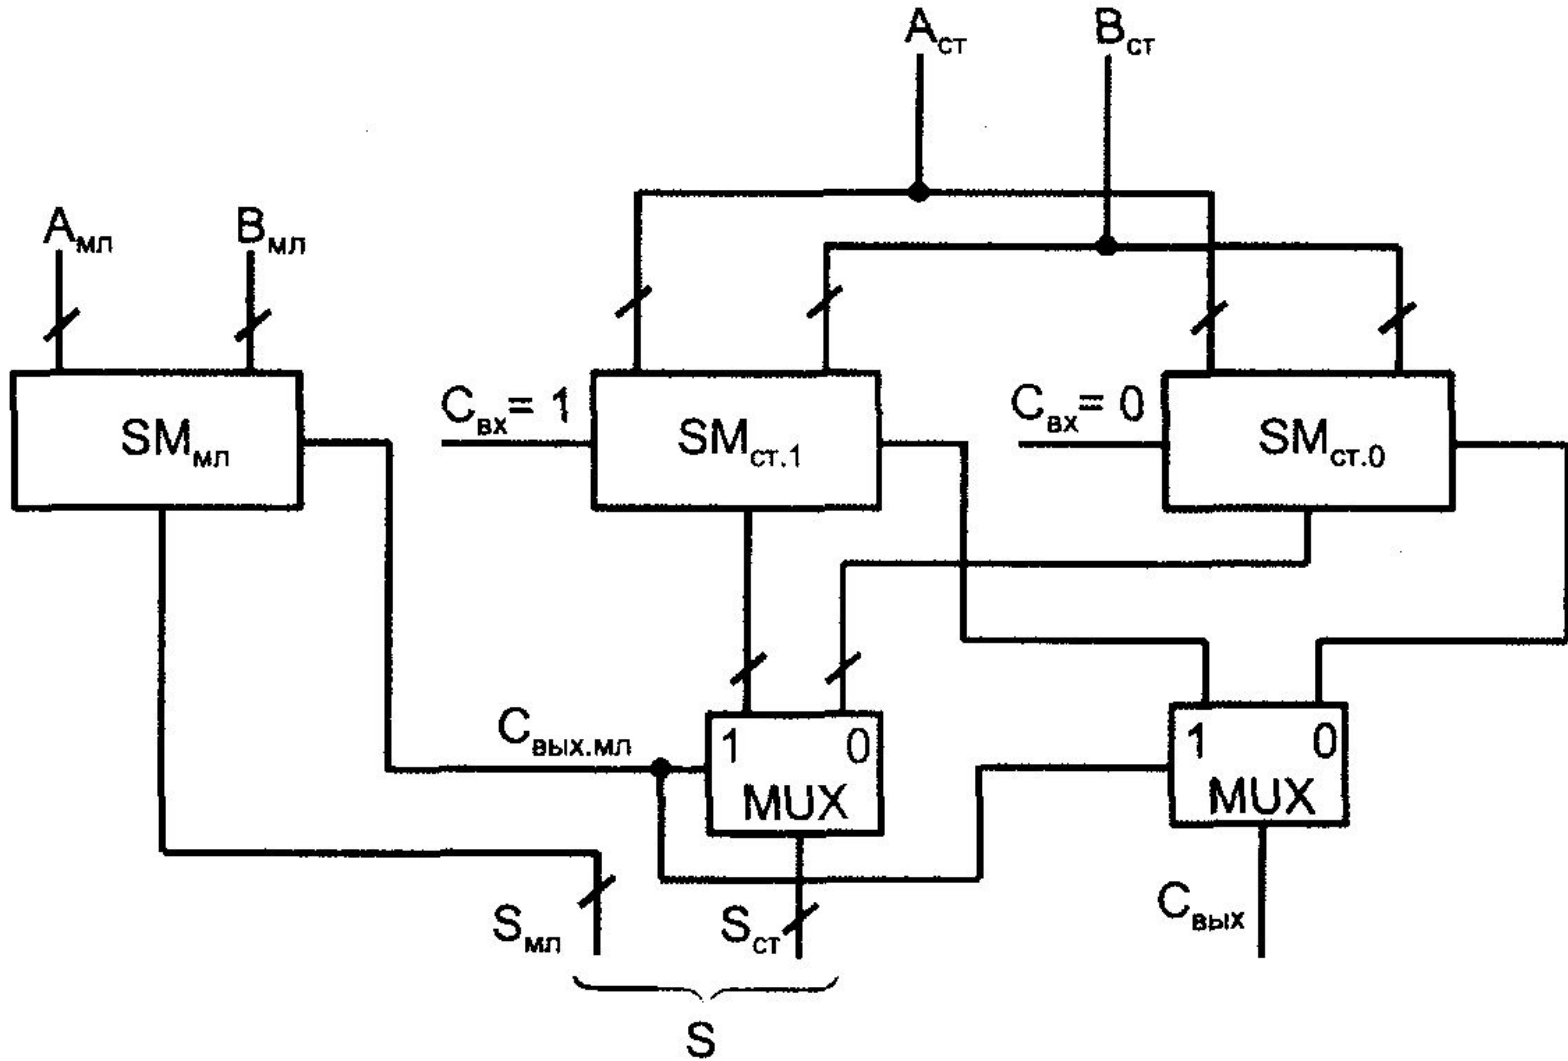 Aст
Bст
Aмл
Bмл
Cвх= 1
Cвх= 0
SMмл
SMст.1
SMст.0
Cвых.мл
1
0
MUX
1
0
MUX
Sмл
Sст
Cвых
S